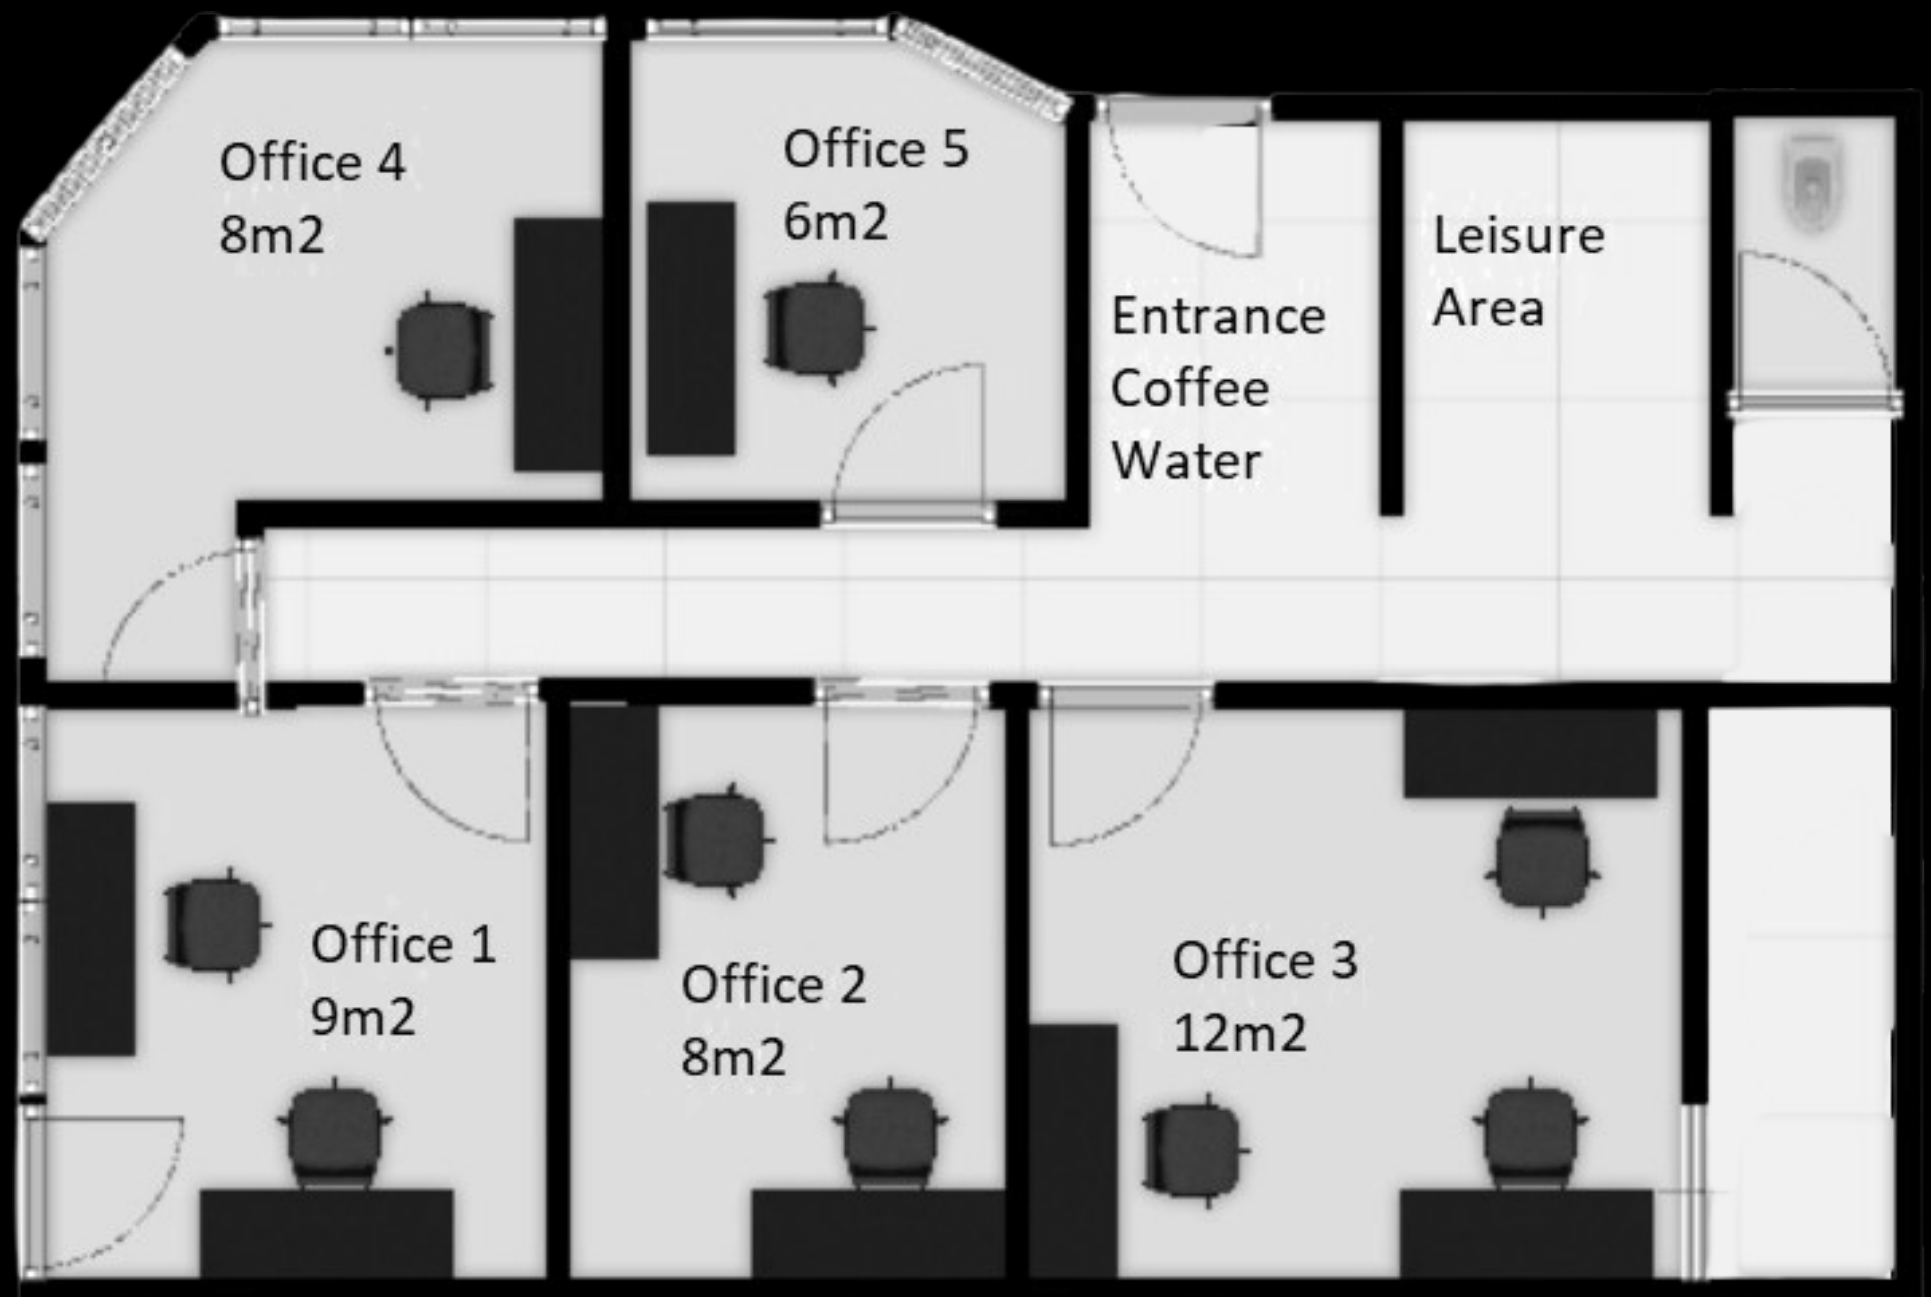 Office 4
8m2
Office 5
6m2
Entrance
Coffee
Water
Leisure
Area
Office 1
9m2
Office 2
8m2
Office 3
12m2